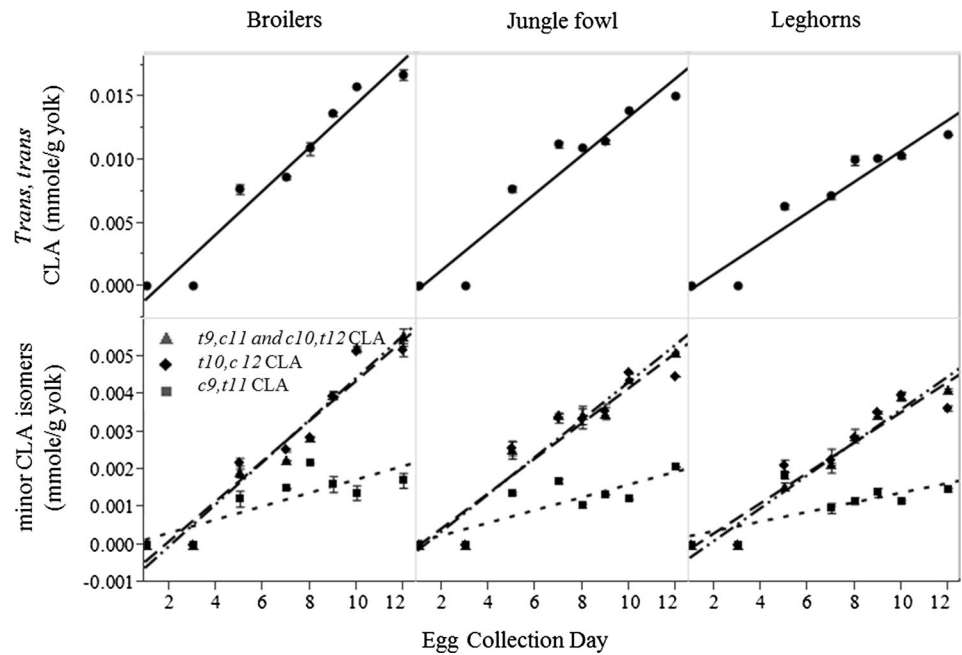 Broilers
Jungle fowl
Leghorns
Trans, trans
CLA (mmole/g yolk)
0.015
0.010
0.005
0.000
minor CLA isomers
(mmole/g yolk)
t9,c11 and c10,t12 CLA
t10,c 12 CLA
c9,t11 CLA
0.005
0.004
0.003
0.002
0.001
0.000
-0.001
2 4 6 8 10 12
2 4 6 8 10 12
2 4 6 8 10 12
Egg Collection Day